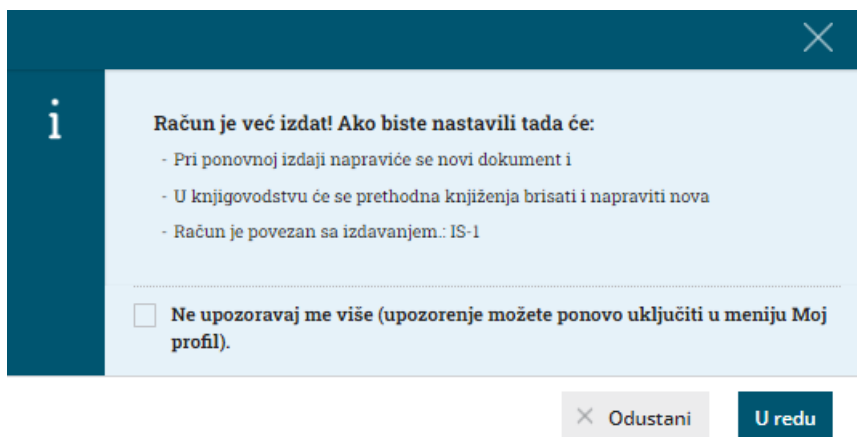 i
Račun je već izdat! Ako biste nastavili tada će:
- Pri ponovnoj izdaji napraviće se novi dokument i
- U knjigovodstvu će se prethodna knjiženja brisati i napraviti nova
- Račun je povezan sa izdavanjem.: IS-1
Ne upozoravaj me više (upozorenje možete ponovo uključiti u meniju Moj
profil).
Odustani
U redu